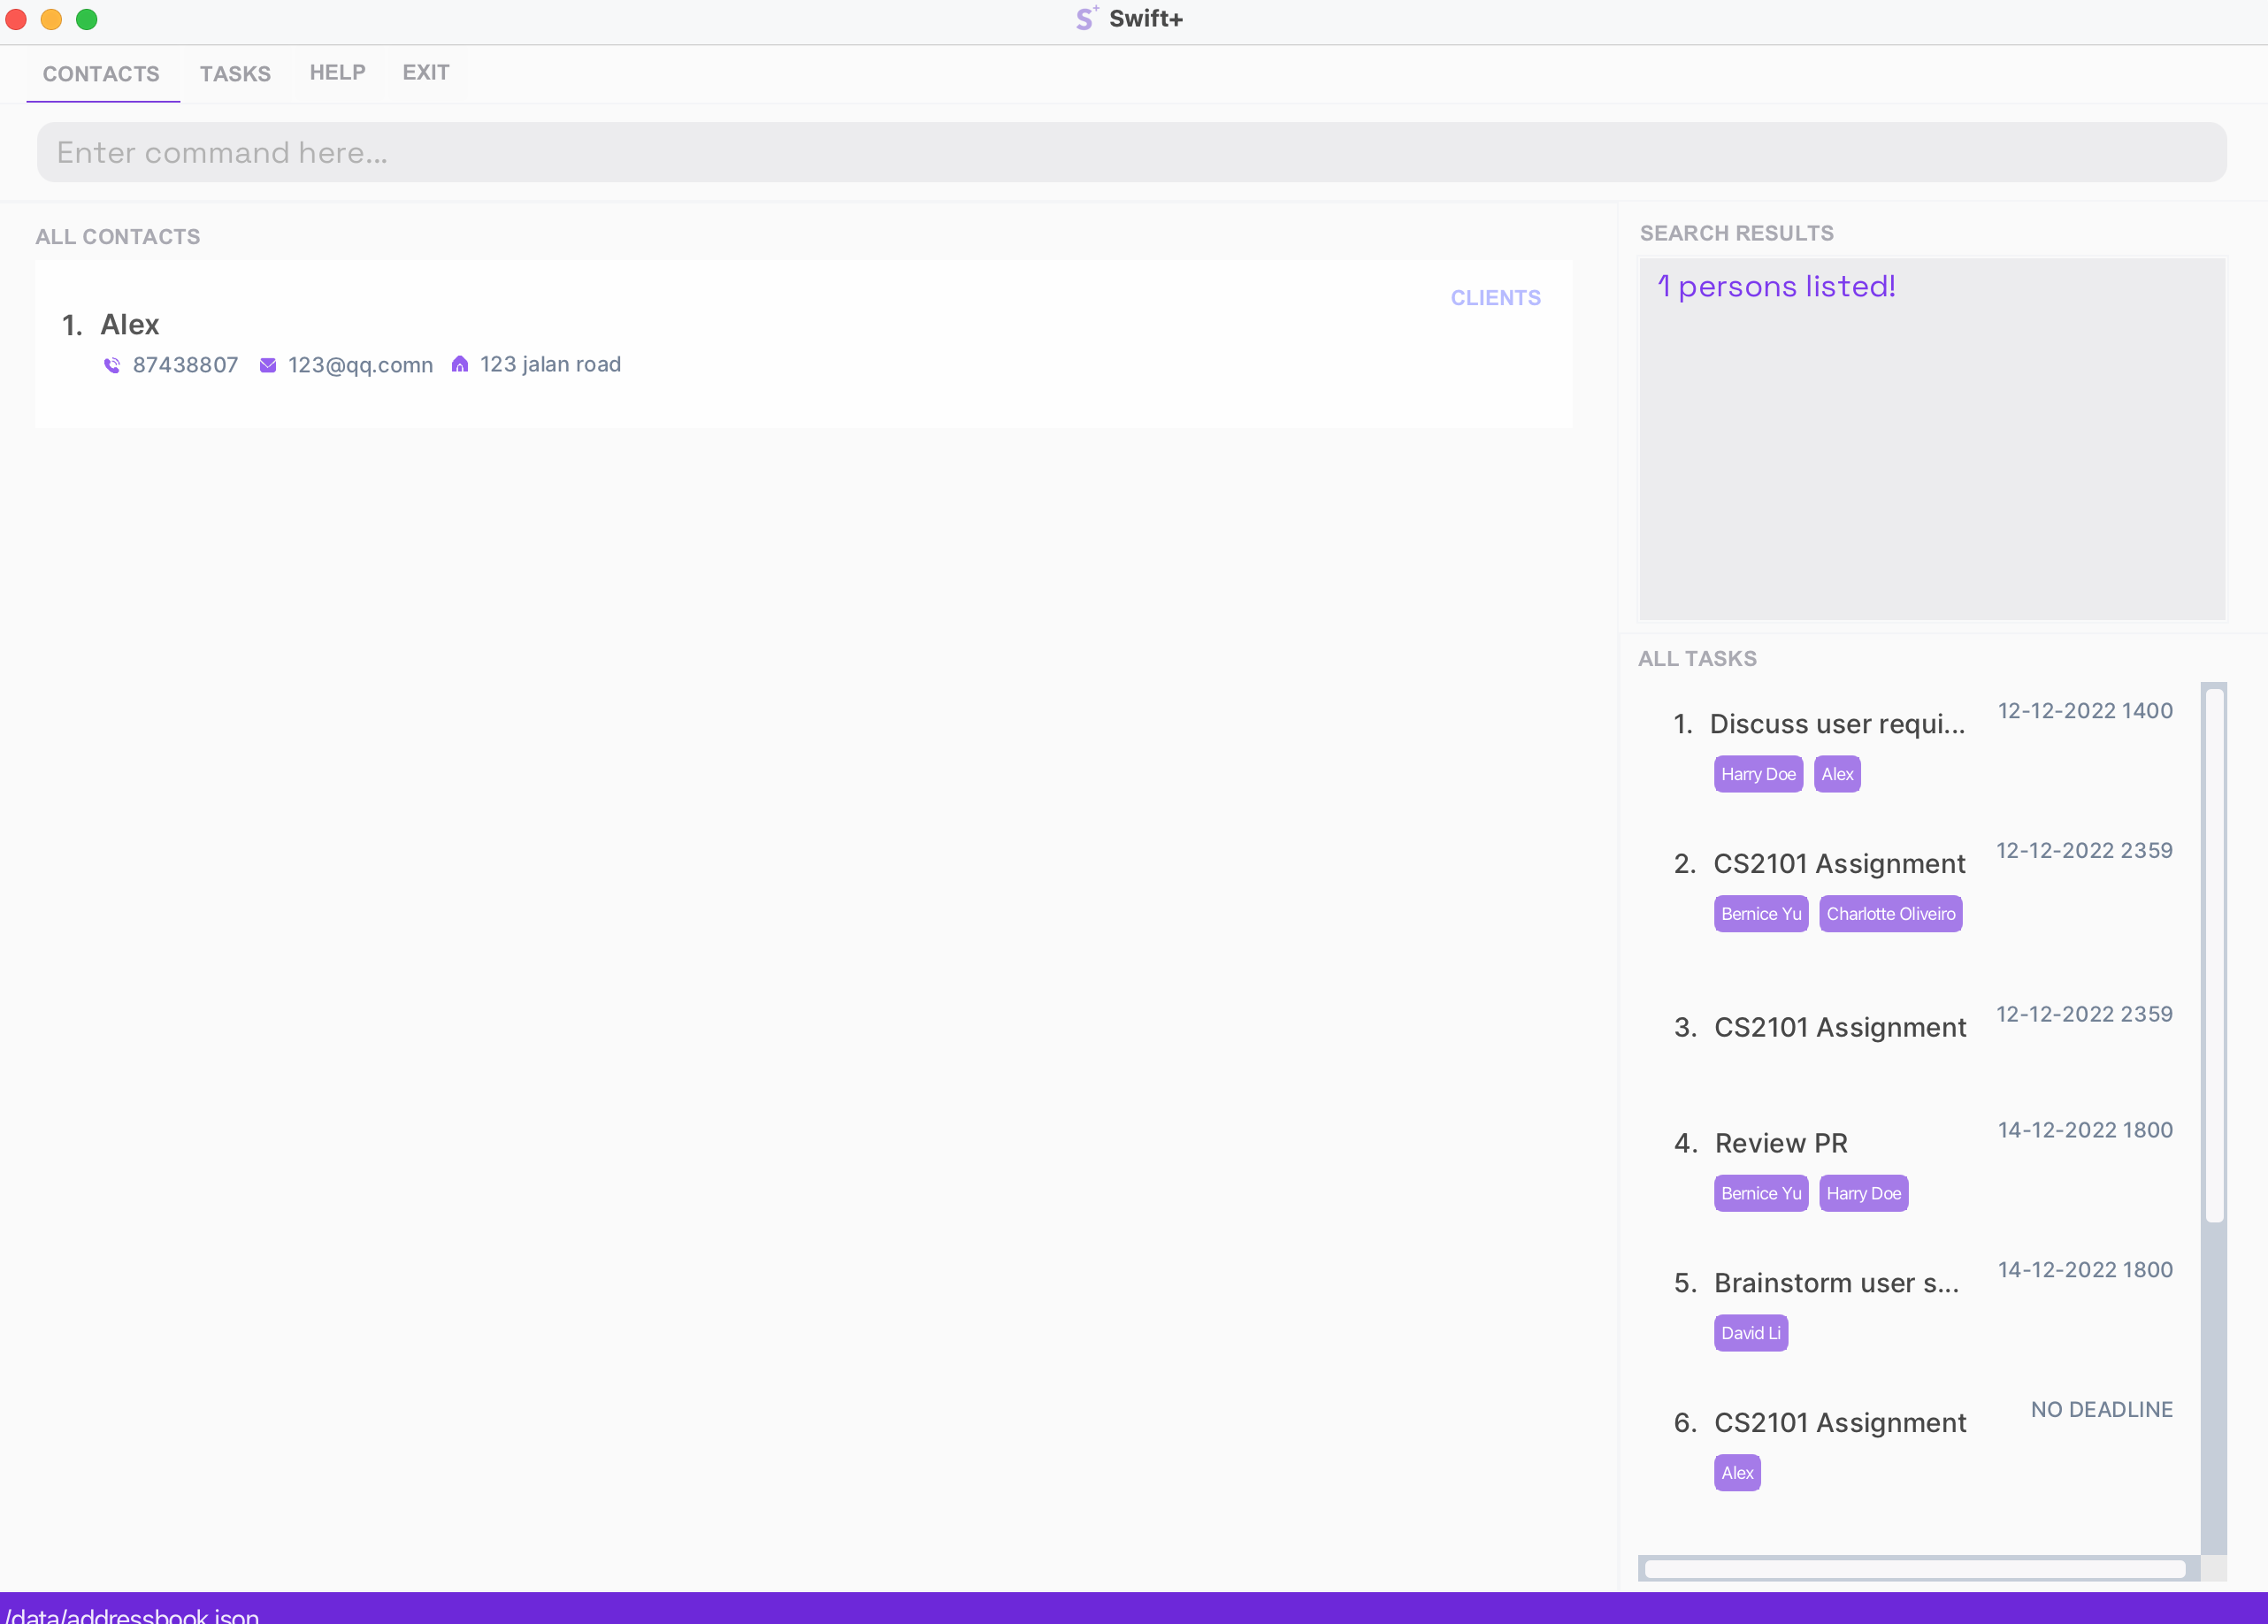 S+ Swift+
CONTACTS TASKS HELP EXIT
Enter command here...
ALL CONTACTS
CLIENTS
1. Alex
87438807 123@qq.comn 123 jalan road
SEARCH RESULTS
1 persons listed!
ALL TASKS
1. Discuss user requi... 12-12-2022 1400
Harry Doe Alex
2. CS2101 Assignment 12-12-2022 2359
Bernice Yu Charlotte Oliveiro
3. CS2101 Assignment 12-12-2022 2359
4. Review PR 14-12-2022 1800
Bernice Yu Harry Doe
5. Brainstorm user s... 14-12-2022 1800
David Li
6. CS2101 Assignment NO DEADLINE
Alex
/data/addressbook.json